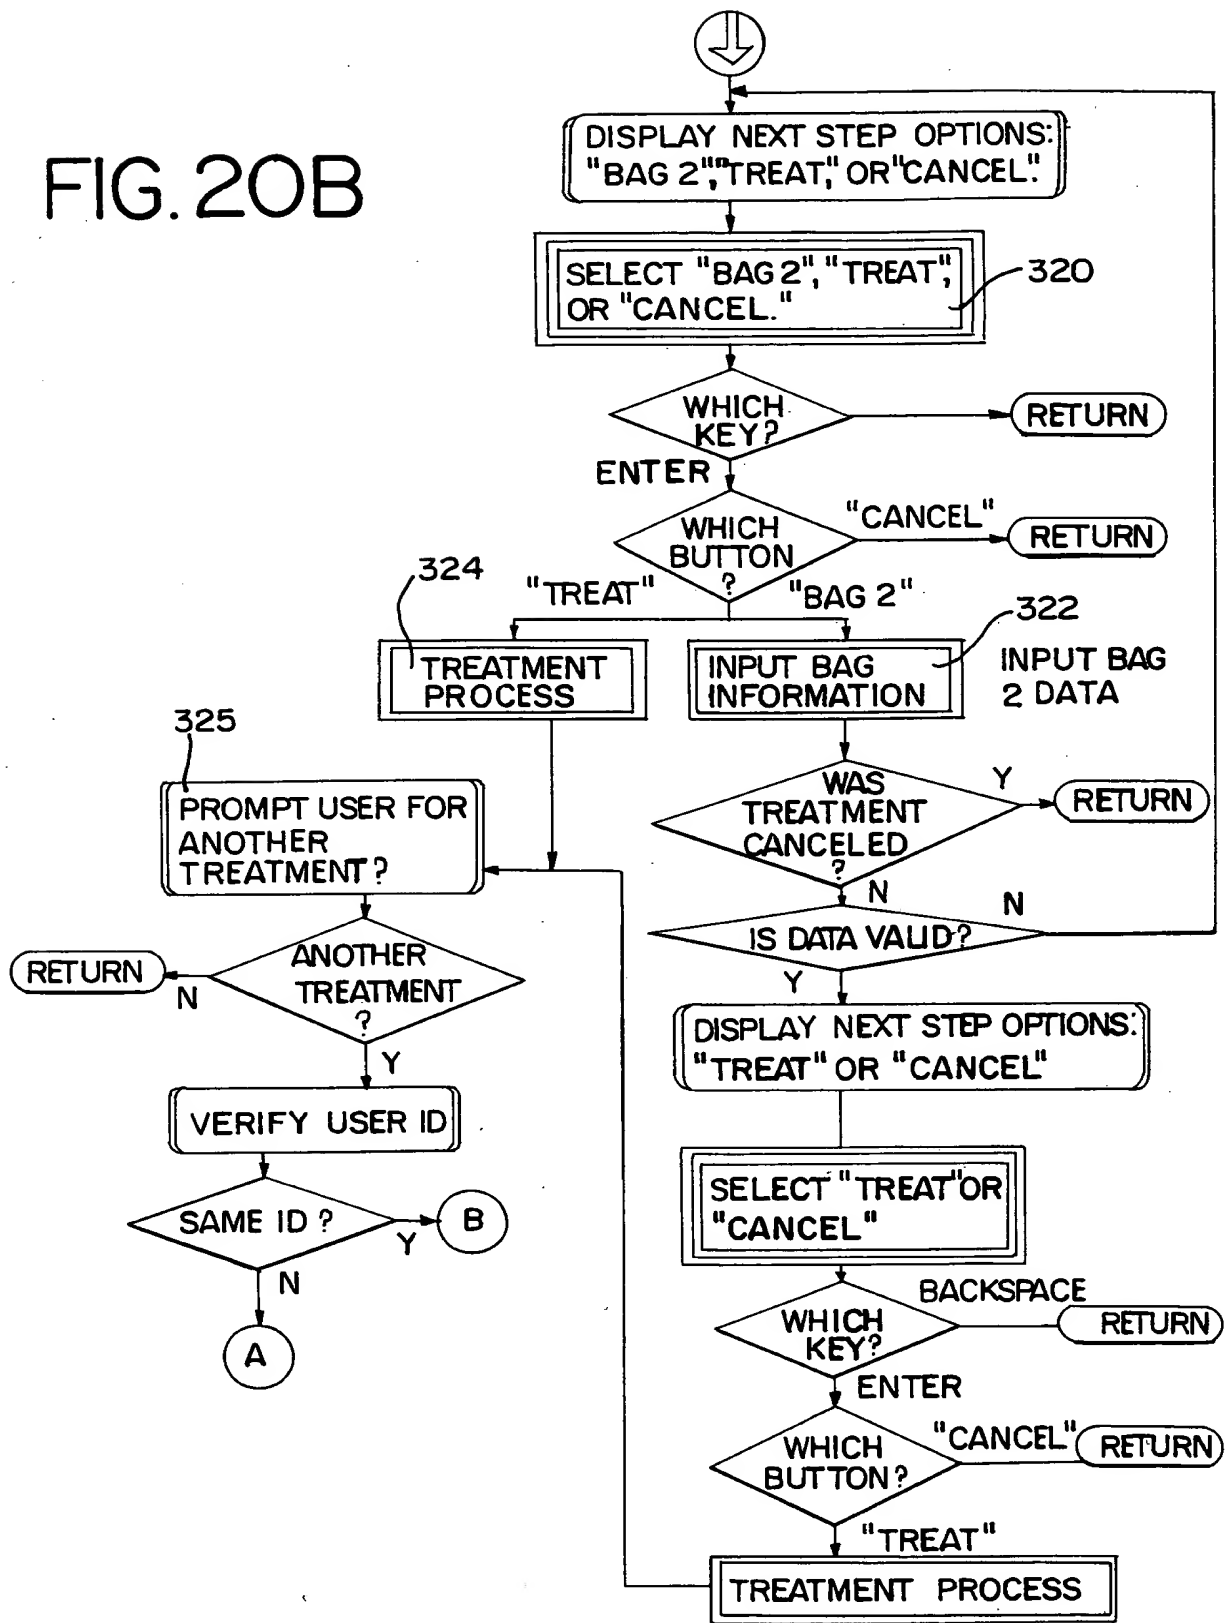 FIG. 20B
DISPLAY NEXT STEP OPTIONS:
"BAG 2","TREAT," OR "CANCEL".
SELECT "BAG 2", "TREAT",
OR "CANCEL."
320
WHICH
KEY?
RETURN
ENTER
WHICH
BUTTON
?
"CANCEL"
RETURN
324
"TREAT"
"BAG 2"
322
TREATMENT
PROCESS
INPUT BAG
INFORMATION
INPUT BAG
2 DATA
325
PROMPT USER FOR
ANOTHER
TREATMENT?
WAS
TREATMENT
CANCELED
?
Y
RETURN
N
IS DATA VALID?
N
Y
ANOTHER
TREATMENT
?
RETURN
N
Y
DISPLAY NEXT STEP OPTIONS:
"TREAT" OR "CANCEL"
VERIFY USER ID
SELECT "TREAT" OR
"CANCEL"
SAME ID?
Y
B
N
A
WHICH
KEY?
BACKSPACE
RETURN
ENTER
WHICH
BUTTON?
"CANCEL"
RETURN
"TREAT"
TREATMENT PROCESS